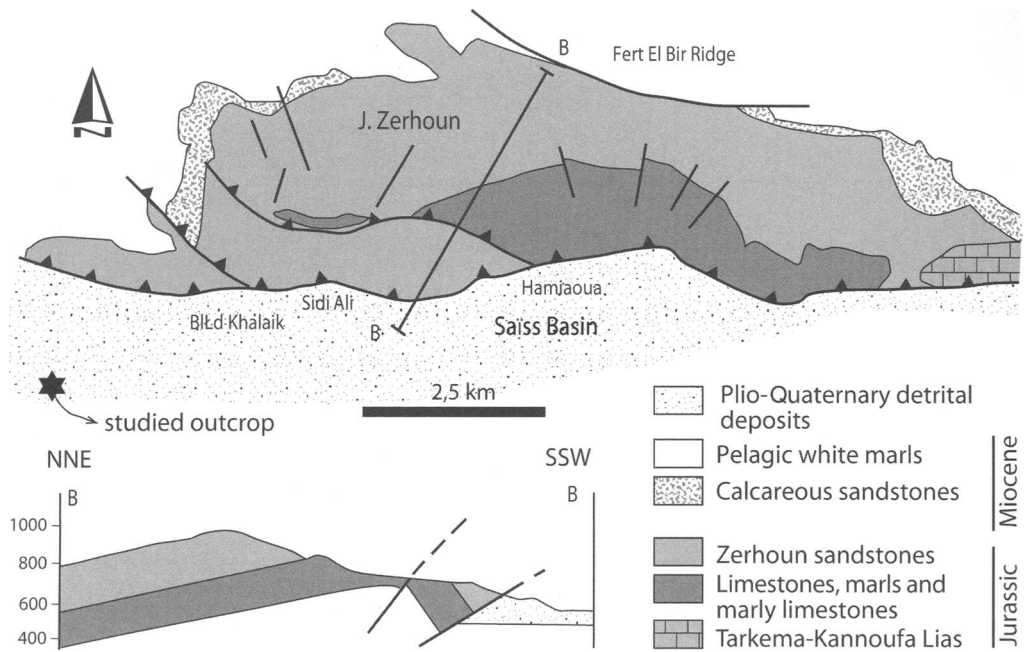 B
Fert El Bir Ridge
N
J. Zerhoun
Hamjaoua
Sidi Ali
Bled Khalaik
B
Saïss Basin
2,5 km
studied outcrop
Plio-Quaternary detrital
deposits
Pelagic white marls
Calcareous sandstones
Miocene
Zerhoun sandstones
Limestones, marls and
marly limestones
Tarkema-Kannoufa Lias
Jurassic
NNE
SSW
B
B
1000
800
600
400